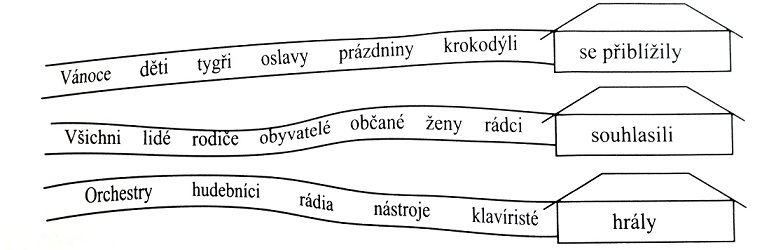 Vánoce děti tygři oslavy prázdniny krokodýli se přiblížily
Všichni lidé rodiče obyvatelé občané ženy rádci souhlasili
Orchestry hudebníci rádia nástroje klavíristé hrály